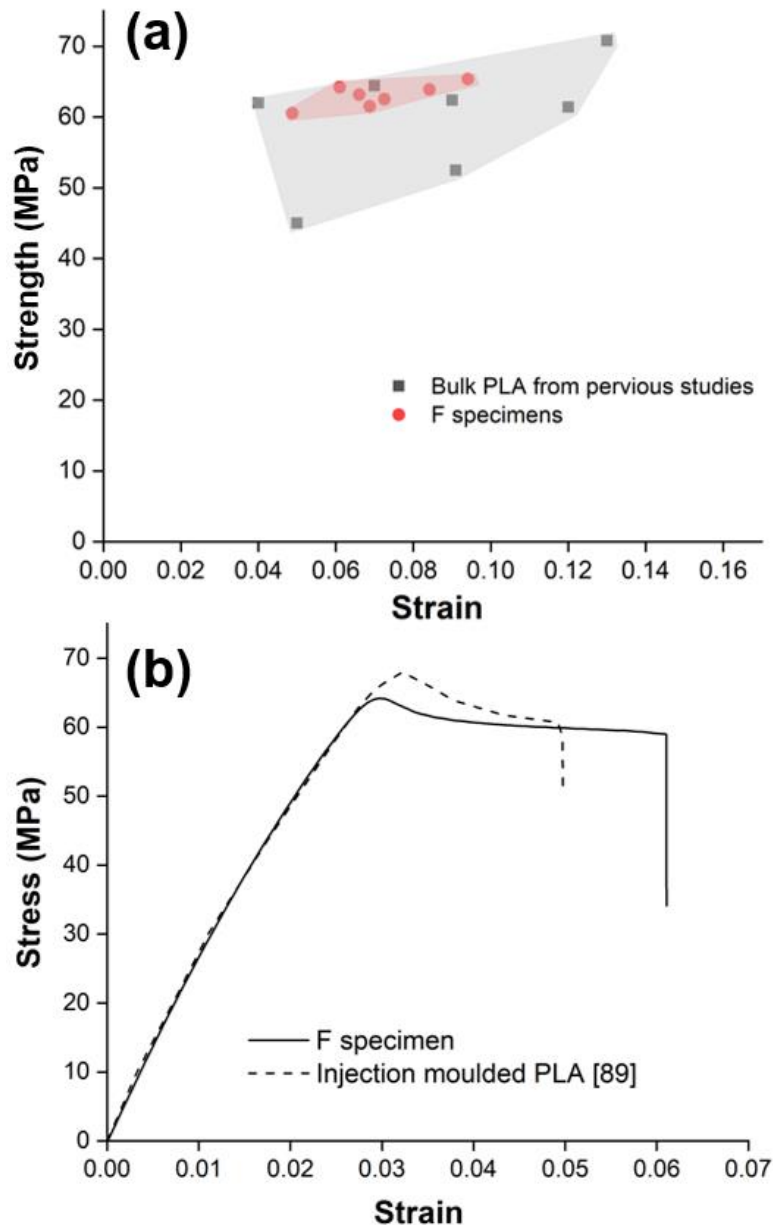 (a)
70
60
50
40
30
20
10
0
Strength (MPa)
Bulk PLA from pervious studies
F specimens
0.00 0.02 0.04 0.06 0.08 0.10 0.12 0.14 0.16
Strain
(b)
70
60
50
40
30
20
10
0
Stress (MPa)
F specimen
Injection moulded PLA [89]
0.00 0.01 0.02 0.03 0.04 0.05 0.06 0.07
Strain